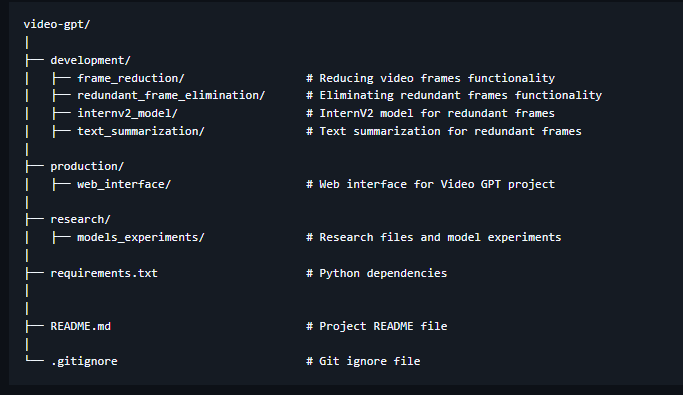 video-gpt/
│
├── development/
│   ├── frame_reduction/                  # Reducing video frames functionality
│   ├── redundant_frame_elimination/      # Eliminating redundant frames functionality
│   ├── internv2_model/                   # InternV2 model for redundant frames
│   ├── text_summarization/               # Text summarization for redundant frames
│
├── production/
│   ├── web_interface/                    # Web interface for Video GPT project
│
├── research/
│   ├── models_experiments/               # Research files and model experiments
│
├── requirements.txt                      # Python dependencies
│
│
├── README.md                             # Project README file
│
└── .gitignore                            # Git ignore file